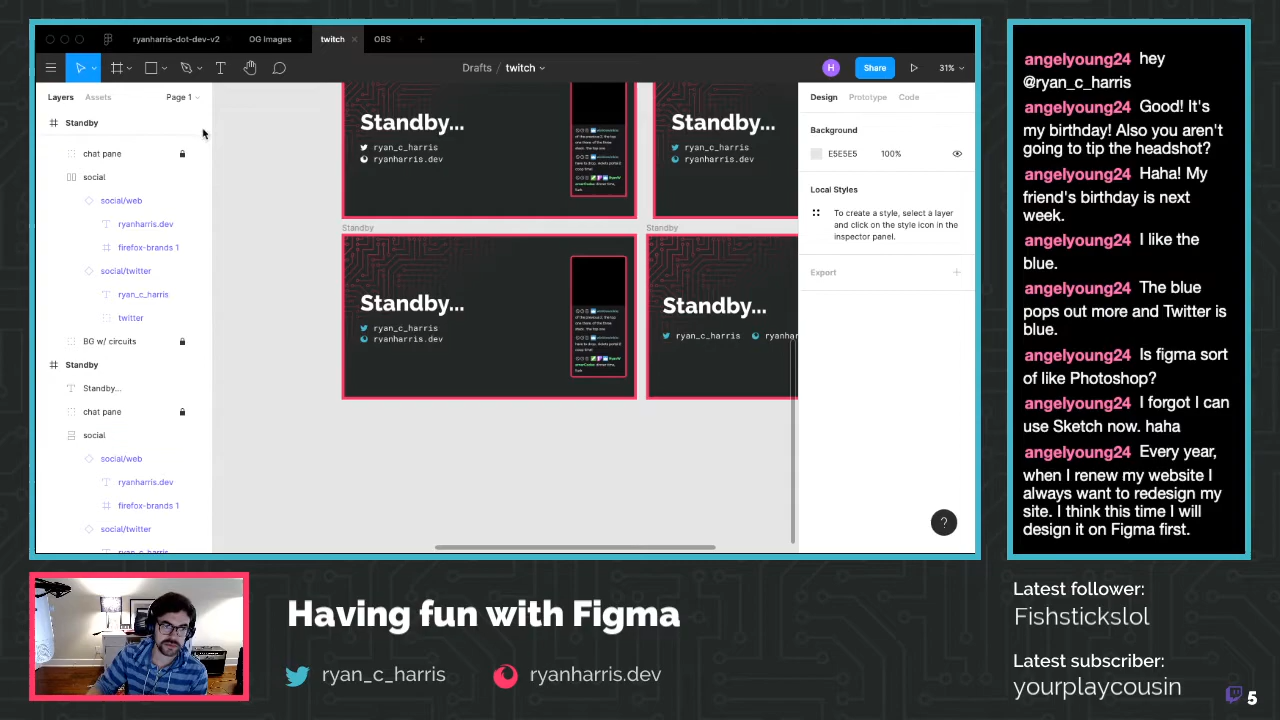 ryanharris-dot-dev-v2
OG Images
twitch
OBS
Drafts / twitch
H
Share
31%
Layers
Assets
Page 1
Standby
chat pane
social
social/web
ryanharris.dev
firefox-brands 1
social/twitter
ryan_c_harris
twitter
BG w/ circuits
Standby
Standby...
chat pane
social
social/web
ryanharris.dev
firefox-brands 1
social/twitter
Standby...
ryan_c_harris
ryanharris.dev
Standby...
ryan_c_harris
ryanharris.dev
Standby
Standby...
ryan_c_harris
ryanharris.dev
Standby
Standby...
ryan_c_harris
ryanhar
Design
Prototype
Code
Background
E5E5E5
100%
Local Styles
To create a style, select a layer
and click on the style icon in the
inspector panel.
Export
?
angelyoung24 hey
@ryan_c_harris
angelyoung24 Good! It's
my birthday! Also you aren't
going to tip the headshot?
angelyoung24 Haha! My
friend's birthday is next
week.
angelyoung24 I like the
blue.
angelyoung24 The blue
pops out more and Twitter is
blue.
angelyoung24 Is figma sort
of like Photoshop?
angelyoung24 I forgot I can
use Sketch now. haha
angelyoung24 Every year,
when I renew my website I
always want to redesign my
site. I think this time I will
design it on Figma first.
Having fun with Figma
ryan_c_harris
ryanharris.dev
Latest follower:
Fishstickslol
Latest subscriber:
yourplaycousin
5